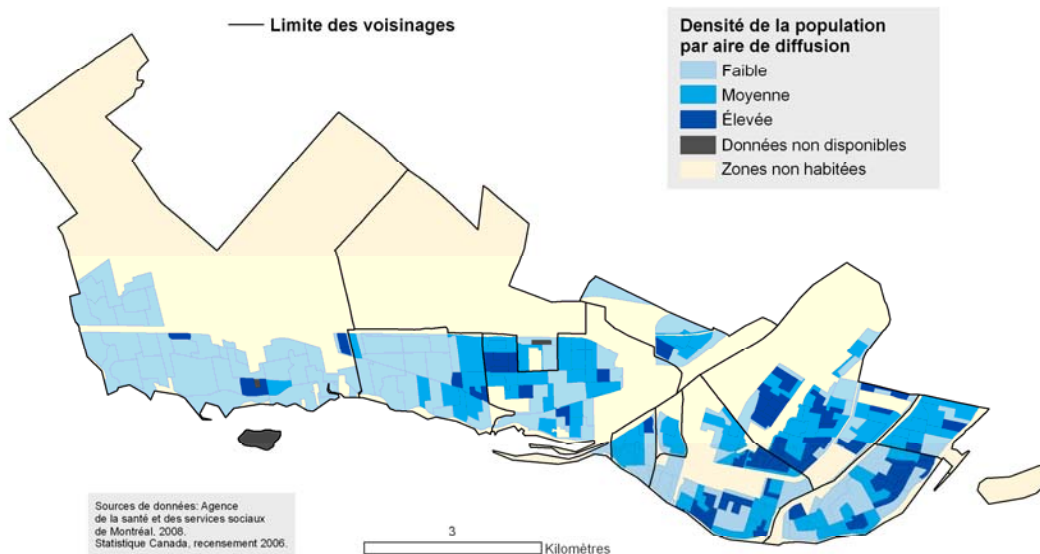 Limite des voisinages
Densité de la population
par aire de diffusion
Faible
Moyenne
Élevée
Données non disponibles
Zones non habitées
Sources de données: Agence
de la santé et des services sociaux
de Montréal, 2008.
Statistique Canada, recensement 2006.
3
Kilomètres